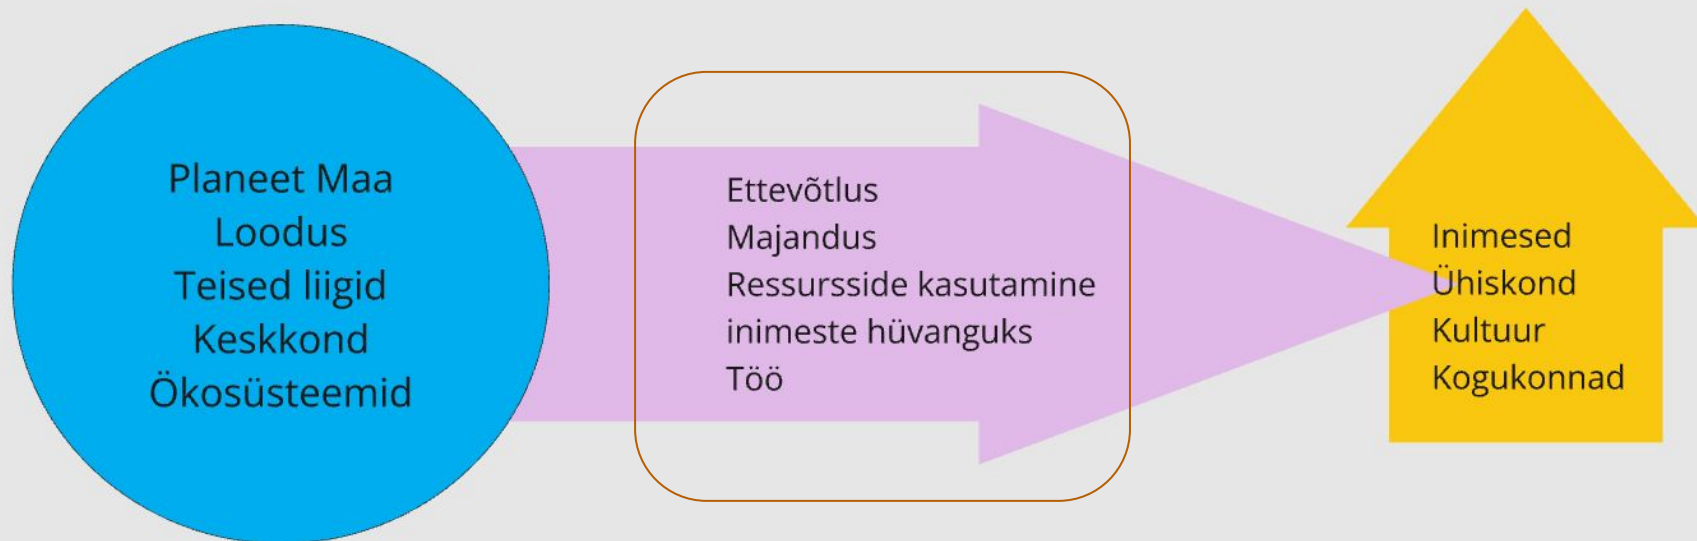 Planeet Maa
Loodus
Teised liigid
Keskkond
Ökosüsteemid
Ettevõtlus
Majandus
Ressursside kasutamine
inimeste hüvanguks
Töö
Inimesed
Ühiskond
Kultuur
Kogukonnad